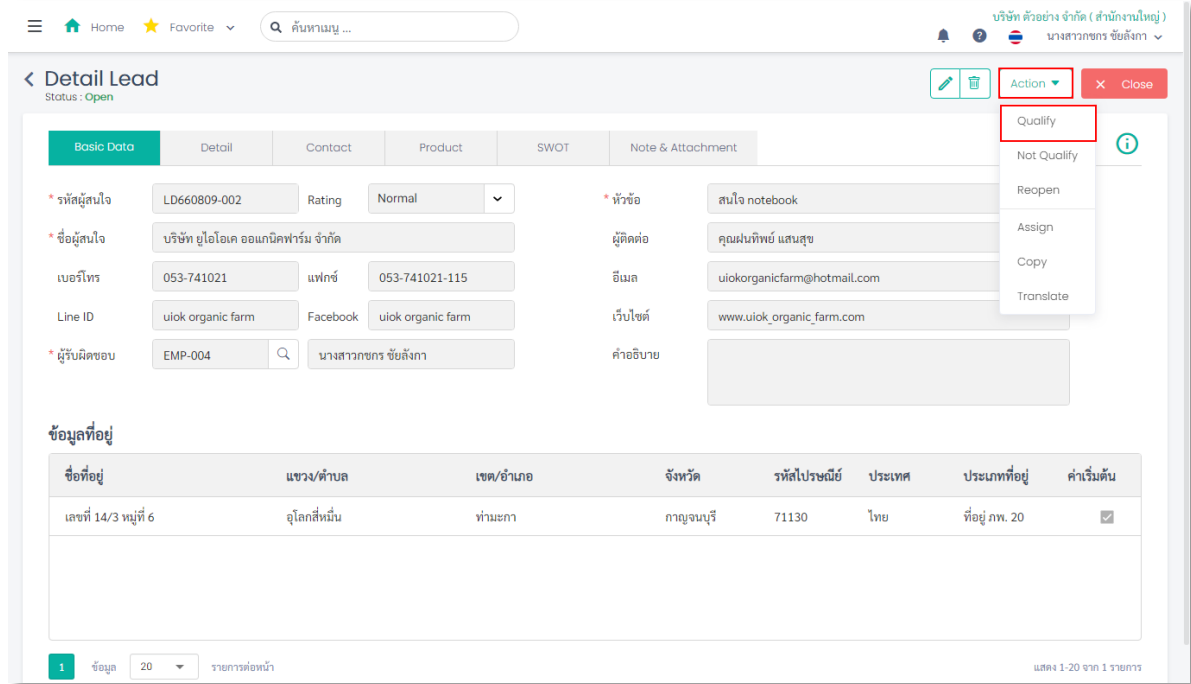 บริษัท ตัวอย่าง จำกัด ( สำนักงานใหญ่ )
Home Favorite ค้นหาเมนู ... นางสาวกชกร ชัยลังกา
Detail Lead
Status : Open
Action Close
Qualify
Not Qualify
Reopen
Assign
Copy
Translate
Basic Data Detail Contact Product SWOT Note & Attachment
* รหัสผู้สนใจ LD660809-002 Rating Normal * หัวข้อ สนใจ notebook
* ชื่อผู้สนใจ บริษัท ยูไอโอเค ออแกนิคฟาร์ม จำกัด ผู้ติดต่อ คุณฝนทิพย์ แสนสุข
เบอร์โทร 053-741021 แฟกซ์ 053-741021-115 อีเมล uiokorganicfarm@hotmail.com
Line ID uiok organic farm Facebook uiok organic farm เว็บไซต์ www.uiok_organic_farm.com
* ผู้รับผิดชอบ EMP-004 นางสาวกชกร ชัยลังกา คำอธิบาย
ข้อมูลที่อยู่
ชื่อที่อยู่ แขวง/ตำบล เขต/อำเภอ จังหวัด รหัสไปรษณีย์ ประเทศ ประเภทที่อยู่ ค่าเริ่มต้น
เลขที่ 14/3 หมู่ที่ 6 อุโลกสี่หมื่น ท่ามะกา กาญจนบุรี 71130 ไทย ที่อยู่ ภพ. 20
1 ข้อมูล 20 รายการต่อหน้า แสดง 1-20 จาก 1 รายการ